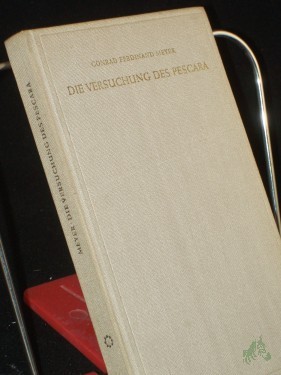 CONRAD FERDINAND MEYER
DIE VERSUCHUNG DES PESCARA
MEYER · DIE VERSUCHUNG DES PESCARA